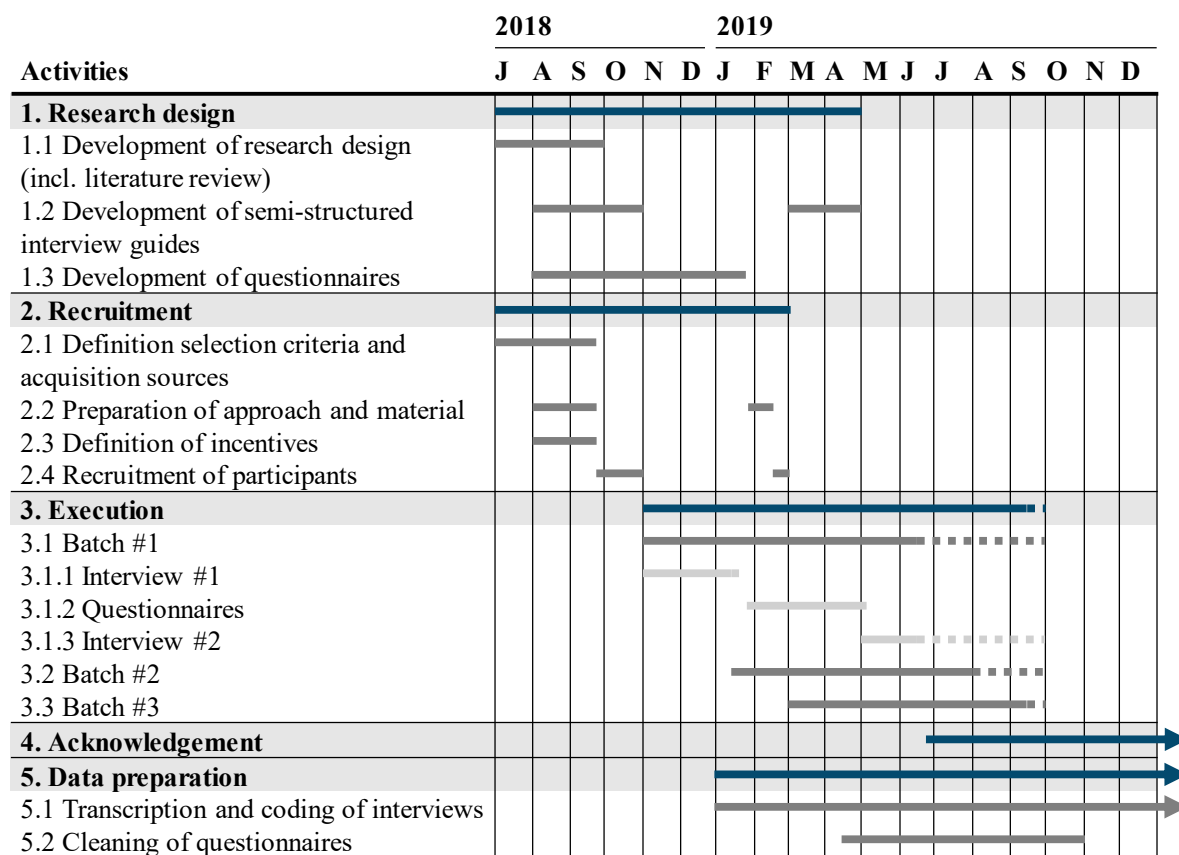 2018 2019
Activities J A S O N D J F M A M J J A S O N D
1. Research design
1.1 Development of research design
(incl. literature review)
1.2 Development of semi-structured
interview guides
1.3 Development of questionnaires
2. Recruitment
2.1 Definition selection criteria and
acquisition sources
2.2 Preparation of approach and material
2.3 Definition of incentives
2.4 Recruitment of participants
3. Execution
3.1 Batch #1
3.1.1 Interview #1
3.1.2 Questionnaires
3.1.3 Interview #2
3.2 Batch #2
3.3 Batch #3
4. Acknowledgement
5. Data preparation
5.1 Transcription and coding of interviews
5.2 Cleaning of questionnaires